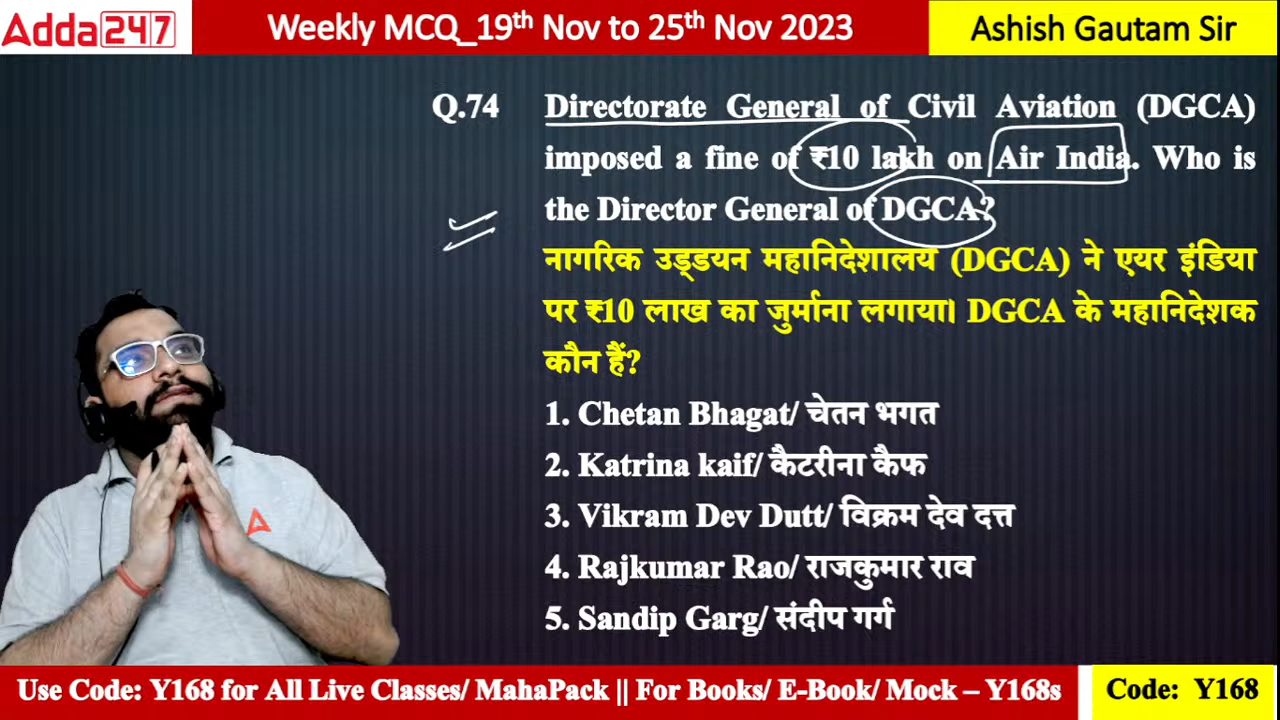 Adda247
Weekly MCQ_19th Nov to 25th Nov 2023
Ashish Gautam Sir
Q.74 Directorate General of Civil Aviation (DGCA)
imposed a fine of ₹10 lakh on Air India. Who is
the Director General of DGCA?
नागरिक उड्डयन महानिदेशालय (DGCA) ने एयर इंडिया
पर ₹10 लाख का जुर्माना लगाया। DGCA के महानिदेशक
कौन हैं?
1. Chetan Bhagat/ चेतन भगत
2. Katrina kaif/ कैटरीना कैफ
3. Vikram Dev Dutt/ विक्रम देव दत्त
4. Rajkumar Rao/ राजकुमार राव
5. Sandip Garg/ संदीप गर्ग
Use Code: Y168 for All Live Classes/ MahaPack || For Books/ E-Book/ Mock – Y168s
Code: Y168